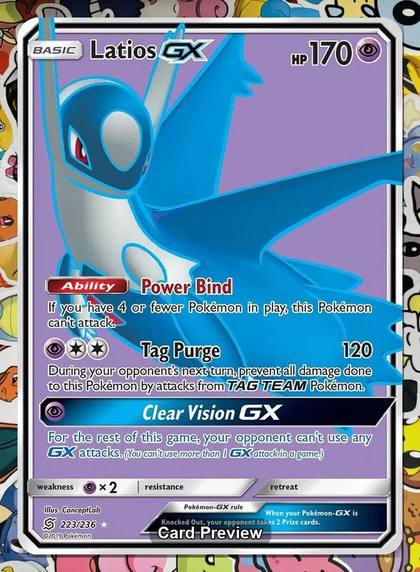 BASIC Latios GX HP 170
Ability Power Bind
If you have 4 or fewer Pokémon in play, this Pokémon
can't attack.
Tag Purge 120
During your opponent's next turn, prevent all damage done
to this Pokémon by attacks from TAG TEAM Pokémon.
Clear Vision GX
For the rest of this game, your opponent can't use any
GX attacks. (You can't use more than 1 GX attack in a game.)
weakness ×2 resistance retreat
Illus. ConceptLab
223/236
©2019 Pokémon
Pokémon-GX rule
When your Pokémon-GX is
Knocked Out, your opponent takes 2 Prize cards.
Card Preview